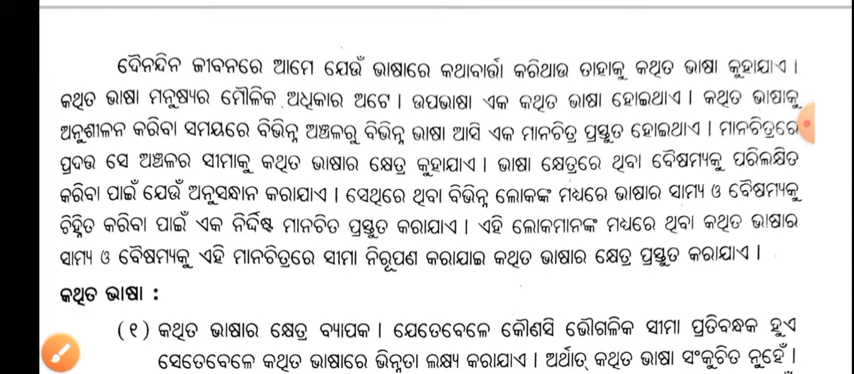 ଦୈନନ୍ଦିନ ଜୀବନରେ ଆମେ ଯେଉଁ ଭାଷାରେ କଥାବାର୍ତ୍ତା କରିଥାଉ ତାହାକୁ କଥିତ ଭାଷା କୁହାଯାଏ ।
କଥିତ ଭାଷା ମନୁଷ୍ୟର ମୌଳିକ ଅଧିକାର ଅଟେ । ଉପଭାଷା ଏକ କଥିତ ଭାଷା ହୋଇଥାଏ । କଥିତ ଭାଷାକୁ
ଅନୁଶୀଳନ କରିବା ସମୟରେ ବିଭିନ୍ନ ଅଞ୍ଚଳରୁ ବିଭିନ୍ନ ଭାଷା ଆସି ଏକ ମାନଚିତ୍ର ପ୍ରସ୍ତୁତ ହୋଇଥାଏ । ମାନଚିତ୍ରରେ
ପ୍ରଦତ୍ତ ସେ ଅଞ୍ଚଳର ସୀମାକୁ କଥିତ ଭାଷାର କ୍ଷେତ୍ର କୁହାଯାଏ । ଭାଷା କ୍ଷେତ୍ରରେ ଥିବା ବୈଷମ୍ୟକୁ ପରିଲକ୍ଷିତ
କରିବା ପାଇଁ ଯେଉଁ ଅନୁସନ୍ଧାନ କରାଯାଏ । ସେଥିରେ ଥିବା ବିଭିନ୍ନ ଲୋକଙ୍କ ମଧ୍ୟରେ ଭାଷାର ସାମ୍ୟ ଓ ବୈଷମ୍ୟକୁ
ଚିହ୍ନିତ କରିବା ପାଇଁ ଏକ ନିର୍ଦ୍ଦିଷ୍ଟ ମାନଚିତ ପ୍ରସ୍ତୁତ କରାଯାଏ । ଏହି ଲୋକମାନଙ୍କ ମଧ୍ୟରେ ଥିବା କଥିତ ଭାଷାର
ସାମ୍ୟ ଓ ବୈଷମ୍ୟକୁ ଏହି ମାନଚିତ୍ରରେ ସୀମା ନିରୂପଣ କରାଯାଇ କଥିତ ଭାଷାର କ୍ଷେତ୍ର ପ୍ରସ୍ତୁତ କରାଯାଏ ।
କଥିତ ଭାଷା :
(୧) କଥିତ ଭାଷାର କ୍ଷେତ୍ର ବ୍ୟାପକ । ଯେତେବେଳେ କୌଣସି ଭୌଗଳିକ ସୀମା ପ୍ରତିବନ୍ଧକ ହୁଏ
ସେତେବେଳେ କଥିତ ଭାଷାରେ ଭିନ୍ନତା ଲକ୍ଷ୍ୟ କରାଯାଏ । ଅର୍ଥାତ୍ କଥିତ ଭାଷା ସଂକୁଚିତ ନୁହେଁ ।